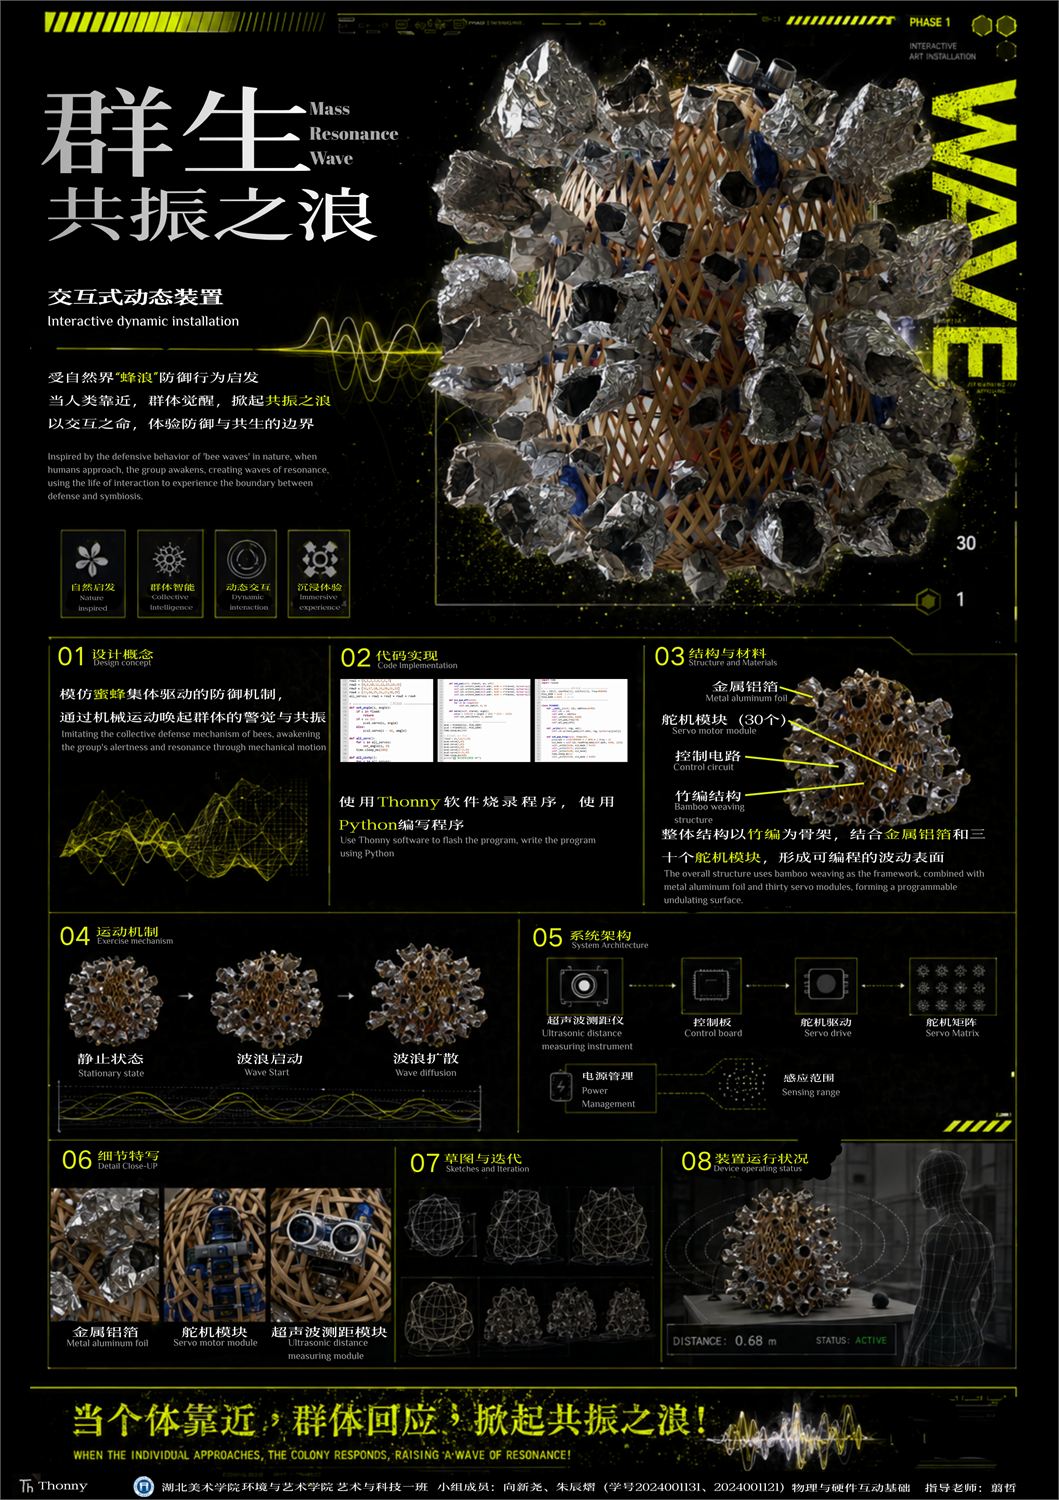 PHASE 1
INTERACTIVE
ART INSTALLATION
WAVE
群生
Mass
Resonance
Wave
共振之浪
交互式动态装置
Interactive dynamic installation
受自然界“蜂浪”防御行为启发
当人类靠近，群体觉醒，掀起共振之浪
以交互之命，体验防御与共生的边界
Inspired by the defensive behavior of 'bee waves' in nature, when
humans approach, the group awakens, creating waves of resonance,
using the life of interaction to experience the boundary between
defense and symbiosis.
自然启发
Nature
inspired
群体智能
Collective
Intelligence
动态交互
Dynamic
interaction
沉浸体验
Immersive
experience
30
1
01 设计概念
Design concept
模仿蜜蜂集体驱动的防御机制，
通过机械运动唤起群体的警觉与共振
Imitating the collective defense mechanism of bees, awakening
the group's alertness and resonance through mechanical motion
02 代码实现
Code Implementation
使用Thonny软件烧录程序，使用
Python编写程序
Use Thonny software to flash the program, write the program
using Python
03 结构与材料
Structure and Materials
金属铝箔
Metal aluminum foil
舵机模块（30个）
Servo motor module
控制电路
Control circuit
竹编结构
Bamboo weaving
structure
整体结构以竹编为骨架，结合金属铝箔和三
十个舵机模块，形成可编程的波动表面
The overall structure uses bamboo weaving as the framework, combined with
metal aluminum foil and thirty servo modules, forming a programmable
undulating surface.
04 运动机制
Exercise mechanism
静止状态
Stationary state
波浪启动
Wave Start
波浪扩散
Wave diffusion
05 系统架构
System Architecture
超声波测距仪
Ultrasonic distance
measuring instrument
控制板
Control board
舵机驱动
Servo drive
舵机矩阵
Servo Matrix
电源管理
Power
Management
感应范围
Sensing range
06 细节特写
Detail Close-UP
金属铝箔
Metal aluminum foil
舵机模块
Servo motor module
超声波测距模块
Ultrasonic distance
measuring module
07 草图与迭代
Sketches and Iteration
08 装置运行状况
Device operating status
DISTANCE: 0.68 m
STATUS: ACTIVE
当个体靠近，群体回应，掀起共振之浪！
WHEN THE INDIVIDUAL APPROACHES, THE COLONY RESPONDS, RAISING A WAVE OF RESONANCE!
Th Thonny
湖北美术学院环境与艺术学院 艺术与科技一班 小组成员：向新尧、朱辰熠（学号2024001131、2024001121）物理与硬件互动基础 指导老师：翦哲